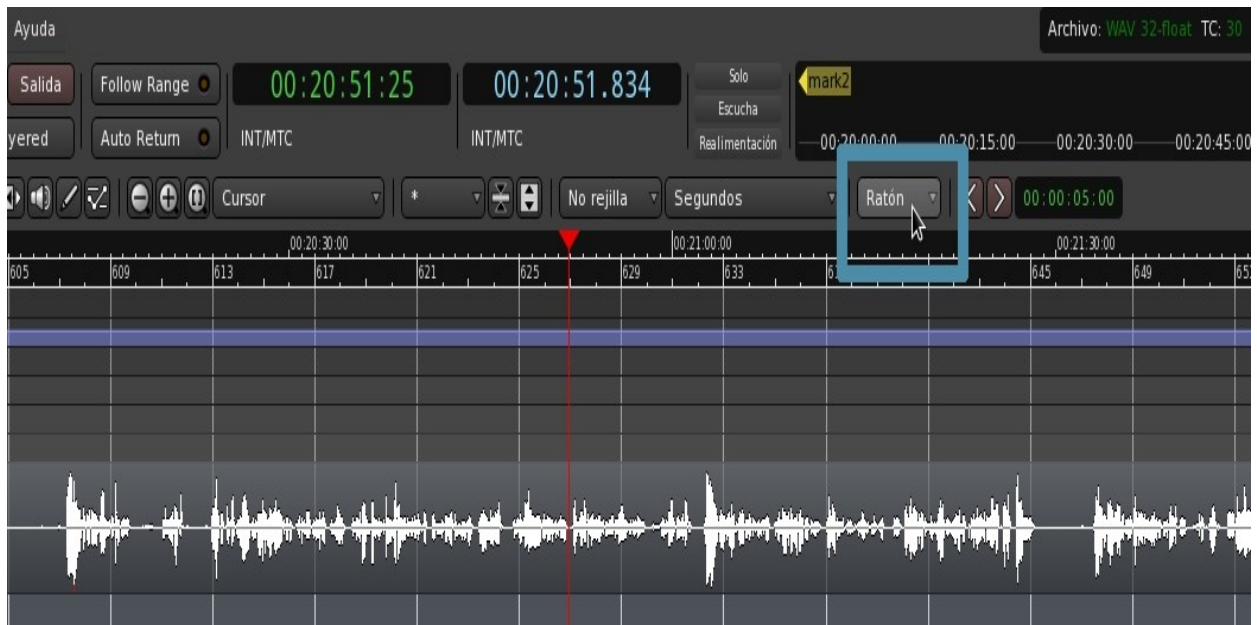 Ayuda
Archivo: WAV 32-float TC: 30
Salida Follow Range 00:20:51:25 00:20:51.834 Solo mark2
Escucha
yered Auto Return INT/MTC INT/MTC Realimentación 00:20:00:00 00:20:15:00 00:20:30:00 00:20:45:00
Cursor * No rejilla Segundos Ratón 00:00:05:00
00:20:30:00 00:21:00:00 00:21:30:00
605 609 613 617 621 625 629 633 645 649